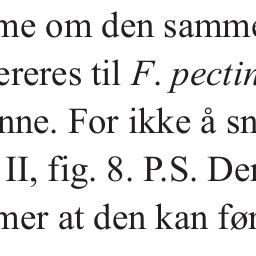 me om den samme
ereres til F. pectin
nne. For ikke å sn
II, fig. 8. P.S. Der
mer at den kan før